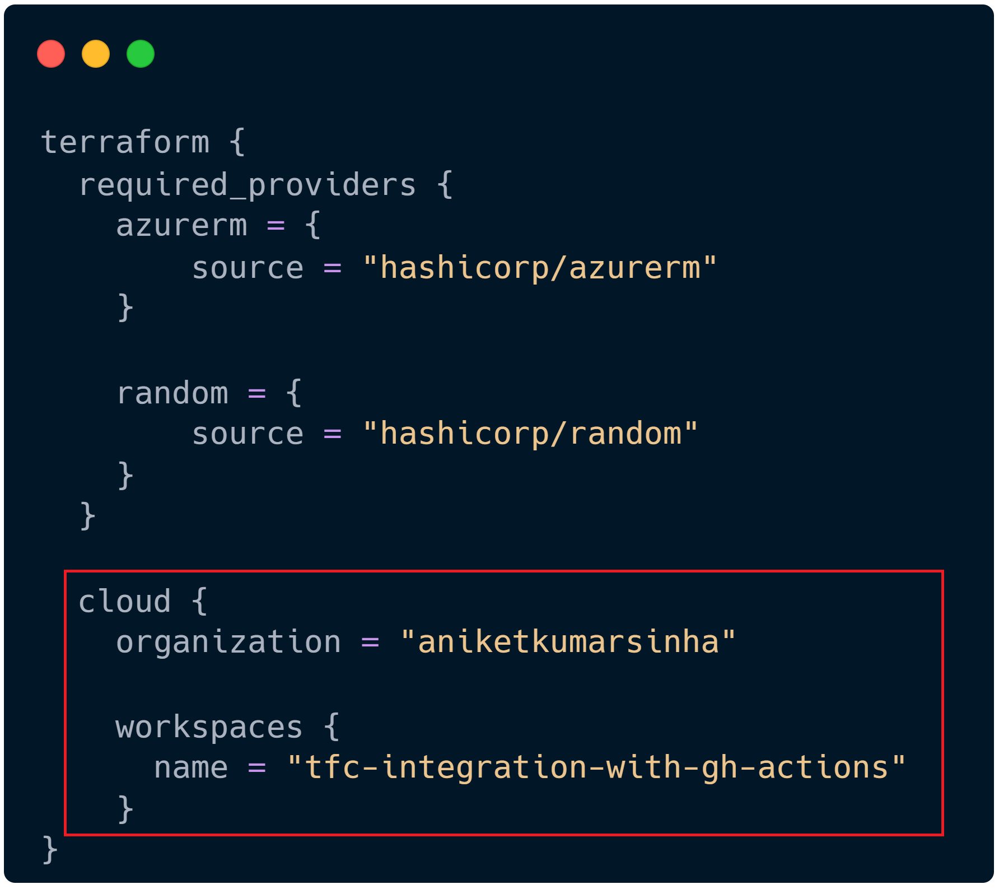 terraform {
  required_providers {
    azurerm = {
        source = "hashicorp/azurerm"
    }

    random = {
        source = "hashicorp/random"
    }
  }

  cloud {
    organization = "aniketkumarsinha"

    workspaces {
      name = "tfc-integration-with-gh-actions"
    }
}